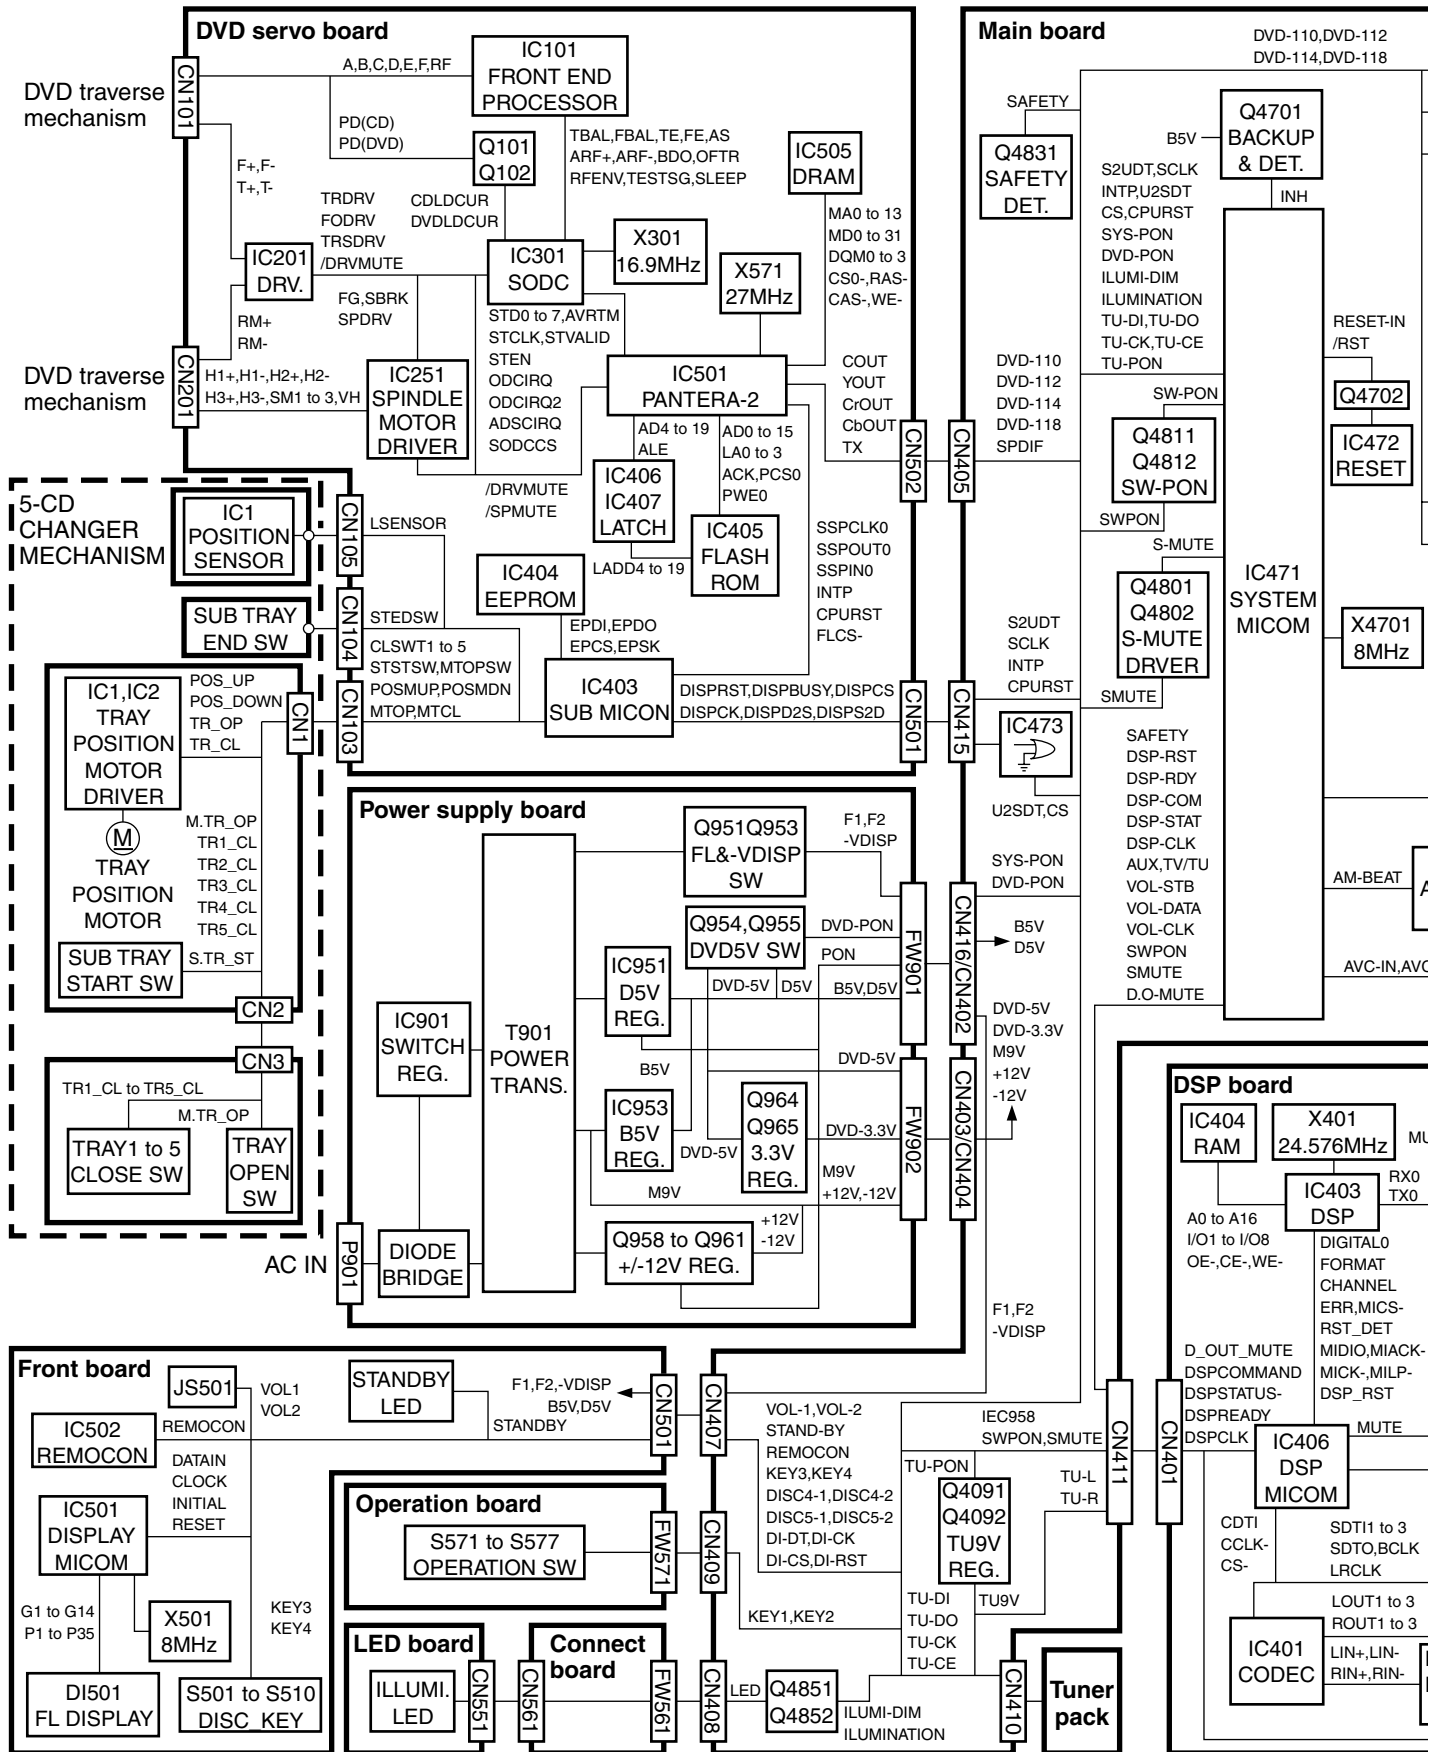 DVD servo board
CN101
DVD traverse
mechanism
A,B,C,D,E,F,RF
IC101
FRONT END
PROCESSOR
PD(CD)
PD(DVD)
Q101
Q102
TBAL,FBAL,TE,FE,AS
ARF+,ARF-,BDO,OFTR
RFENV,TESTSG,SLEEP
IC505
DRAM
F+,F-
T+,T-
TRDRV
FODRV
TRSDRV
/DRVMUTE
CDLDCUR
DVDLDCUR
MA0 to 13
MD0 to 31
DQM0 to 3
CS0-,RAS-
CAS-,WE-
IC201
DRV.
IC301
SODC
X301
16.9MHz
X571
27MHz
FG,SBRK
SPDRV
RM+
RM-
STD0 to 7,AVRTM
STCLK,STVALID
STEN
ODCIRQ
ODCIRQ2
ADSCIRQ
SODCCS
CN201
DVD traverse
mechanism
H1+,H1-,H2+,H2-
H3+,H3-,SM1 to 3,VH
IC251
SPINDLE
MOTOR
DRIVER
IC501
PANTERA-2
COUT
YOUT
CrOUT
CbOUT
TX
AD4 to 19
ALE
AD0 to 15
LA0 to 3
ACK,PCS0
PWE0
CN502
IC406
IC407
LATCH
IC405
FLASH
ROM
/DRVMUTE
/SPMUTE
LADD4 to 19
SSPCLK0
SSPOUT0
SSPIN0
INTP
CPURST
FLCS-
IC404
EEPROM
EPDI,EPDO
EPCS,EPSK
IC403
SUB MICON
DISPRST,DISPBUSY,DISPCS
DISPCK,DISPD2S,DISPS2D
CN501
CN105
LSENSOR
CN104
STEDSW
CLSWT1 to 5
STSTSW,MTOPSW
POSMUP,POSMDN
MTOP,MTCL
CN103
5-CD
CHANGER
MECHANISM
IC1
POSITION
SENSOR
SUB TRAY
END SW
IC1,IC2
TRAY
POSITION
MOTOR
DRIVER
POS_UP
POS_DOWN
TR_OP
TR_CL
CN1
M
TRAY
POSITION
MOTOR
M.TR_OP
TR1_CL
TR2_CL
TR3_CL
TR4_CL
TR5_CL
SUB TRAY
START SW
S.TR_ST
CN2
CN3
TR1_CL to TR5_CL
M.TR_OP
TRAY1 to 5
CLOSE SW
TRAY
OPEN
SW
Power supply board
Q951Q953
FL&-VDISP
SW
F1,F2
-VDISP
Q954,Q955
DVD5V SW
DVD-PON
PON
IC951
D5V
REG.
DVD-5V
D5V
B5V,D5V
FW901
IC901
SWITCH
REG.
T901
POWER
TRANS.
B5V
DVD-5V
IC953
B5V
REG.
DVD-5V
Q964
Q965
3.3V
REG.
DVD-3.3V
M9V
+12V,-12V
FW902
M9V
+12V
-12V
Q958 to Q961
+/-12V REG.
AC IN
P901
DIODE
BRIDGE
Main board
DVD-110,DVD-112
DVD-114,DVD-118
SAFETY
Q4831
SAFETY
DET.
B5V
Q4701
BACKUP
& DET.
INH
S2UDT,SCLK
INTP,U2SDT
CS,CPURST
SYS-PON
DVD-PON
ILUMI-DIM
ILUMINATION
TU-DI,TU-DO
TU-CK,TU-CE
TU-PON
RESET-IN
/RST
Q4702
IC472
RESET
DVD-110
DVD-112
DVD-114
DVD-118
SPDIF
CN405
SW-PON
Q4811
Q4812
SW-PON
SWPON
S-MUTE
Q4801
Q4802
S-MUTE
DRVER
SMUTE
IC471
SYSTEM
MICOM
X4701
8MHz
S2UDT
SCLK
INTP
CPURST
CN415
IC473
U2SDT,CS
SAFETY
DSP-RST
DSP-RDY
DSP-COM
DSP-STAT
DSP-CLK
AUX,TV/TU
VOL-STB
VOL-DATA
VOL-CLK
SWPON
SMUTE
D.O-MUTE
AM-BEAT
A
AVC-IN,AVC
SYS-PON
DVD-PON
B5V
D5V
CN416/CN402
DVD-5V
DVD-3.3V
M9V
+12V
-12V
CN403/CN404
F1,F2
-VDISP
DSP board
IC404
RAM
X401
24.576MHz
MU
IC403
DSP
RX0
TX0
A0 to A16
I/O1 to I/O8
OE-,CE-,WE-
DIGITAL0
FORMAT
CHANNEL
ERR,MICS-
RST_DET
MIDIO,MIACK-
MICK-,MILP-
DSP_RST
D_OUT_MUTE
DSPCOMMAND
DSPSTATUS-
DSPREADY
DSPCLK
CN411
CN401
IC406
DSP
MICOM
MUTE
CDTI
CCLK-
CS-
SDTI1 to 3
SDTO,BCLK
LRCLK
IC401
CODEC
LOUT1 to 3
ROUT1 to 3
LIN+,LIN-
RIN+,RIN-
Front board
JS501
VOL1
VOL2
STANDBY
LED
F1,F2,-VDISP
B5V,D5V
STANDBY
CN501
CN407
IC502
REMOCON
REMOCON
DATAIN
CLOCK
INITIAL
RESET
IC501
DISPLAY
MICOM
G1 to G14
P1 to P35
X501
8MHz
KEY3
KEY4
DI501
FL DISPLAY
S501 to S510
DISC_KEY
Operation board
S571 to S577
OPERATION SW
FW571
CN409
LED board
ILLUMI.
LED
CN551
Connect
board
CN561
FW561
CN408
VOL-1,VOL-2
STAND-BY
REMOCON
KEY3,KEY4
DISC4-1,DISC4-2
DISC5-1,DISC5-2
DI-DT,DI-CK
DI-CS,DI-RST
KEY1,KEY2
IEC958
SWPON,SMUTE
TU-PON
Q4091
Q4092
TU9V
REG.
TU-L
TU-R
TU-DI
TU-DO
TU-CK
TU-CE
TU9V
LED
Q4851
Q4852
ILUMI-DIM
ILUMINATION
CN410
Tuner
pack